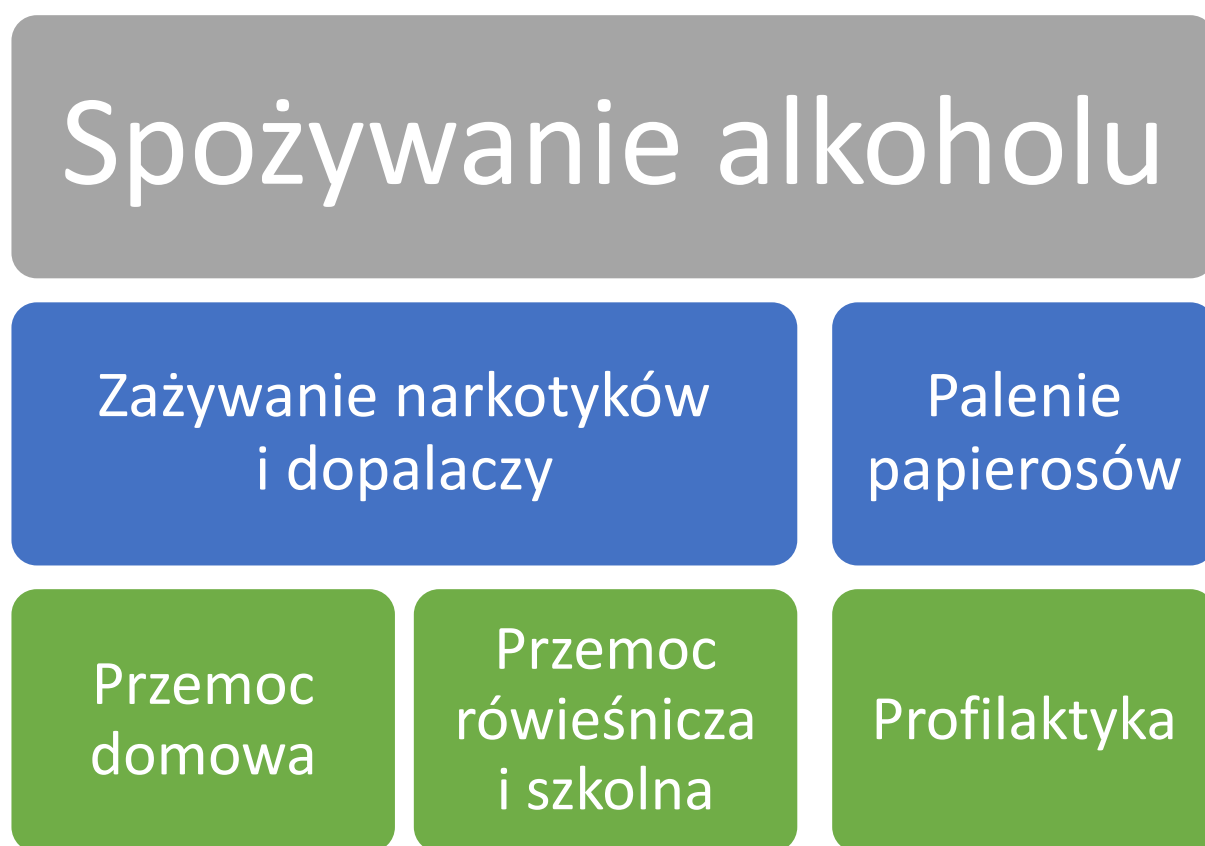 Spożywanie alkoholu
Zażywanie narkotyków
i dopalaczy
Palenie
papierosów
Przemoc
domowa
Przemoc
rówieśnicza
i szkolna
Profilaktyka